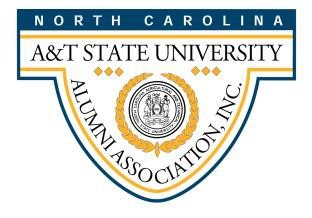 NORTH CAROLINA
A&T STATE UNIVERSITY
ALUMNI ASSOCIATION, INC.